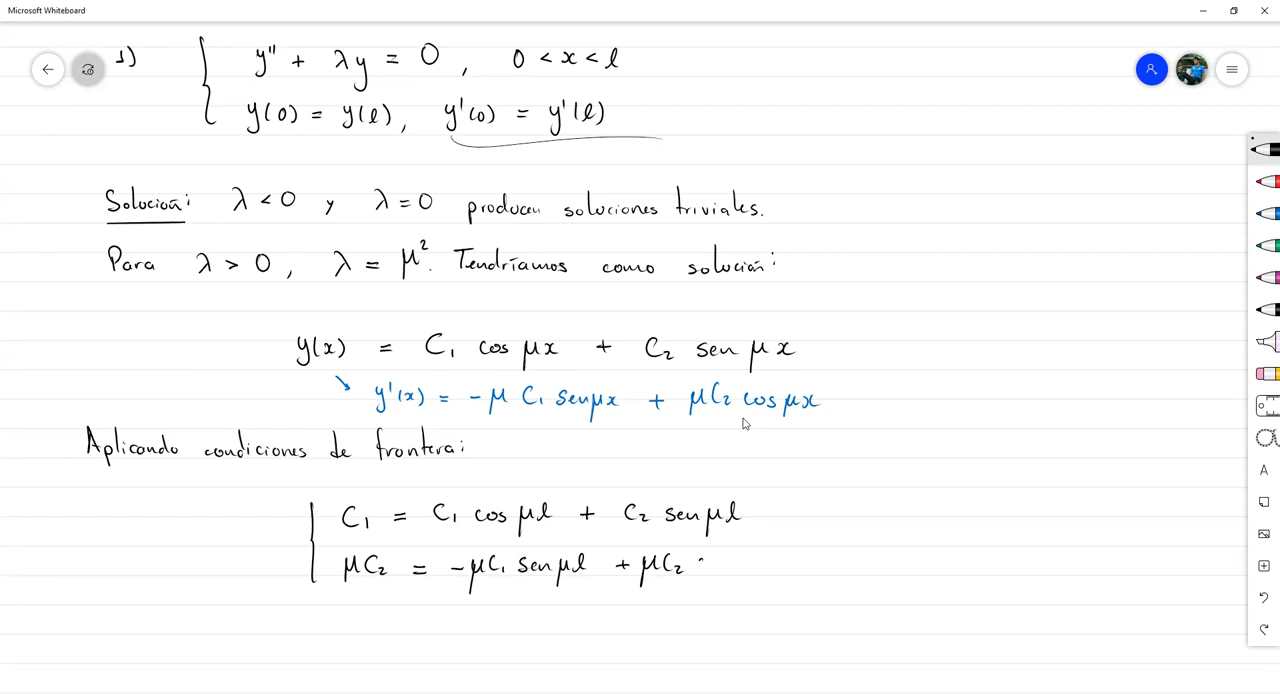 Microsoft Whiteboard
1) y'' + λy = 0, 0 < x < l
y(0) = y(l), y'(0) = y'(l)
Solución: λ < 0 y λ = 0 producen soluciones triviales.
Para λ > 0, λ = μ². Tendríamos como solución:
y(x) = C₁ cos μx + C₂ sen μx
y'(x) = -μ C₁ sen μx + μC₂ cos μx
Aplicando condiciones de frontera:
C₁ = C₁ cos μl + C₂ sen μl
μC₂ = -μC₁ sen μl + μC₂
A